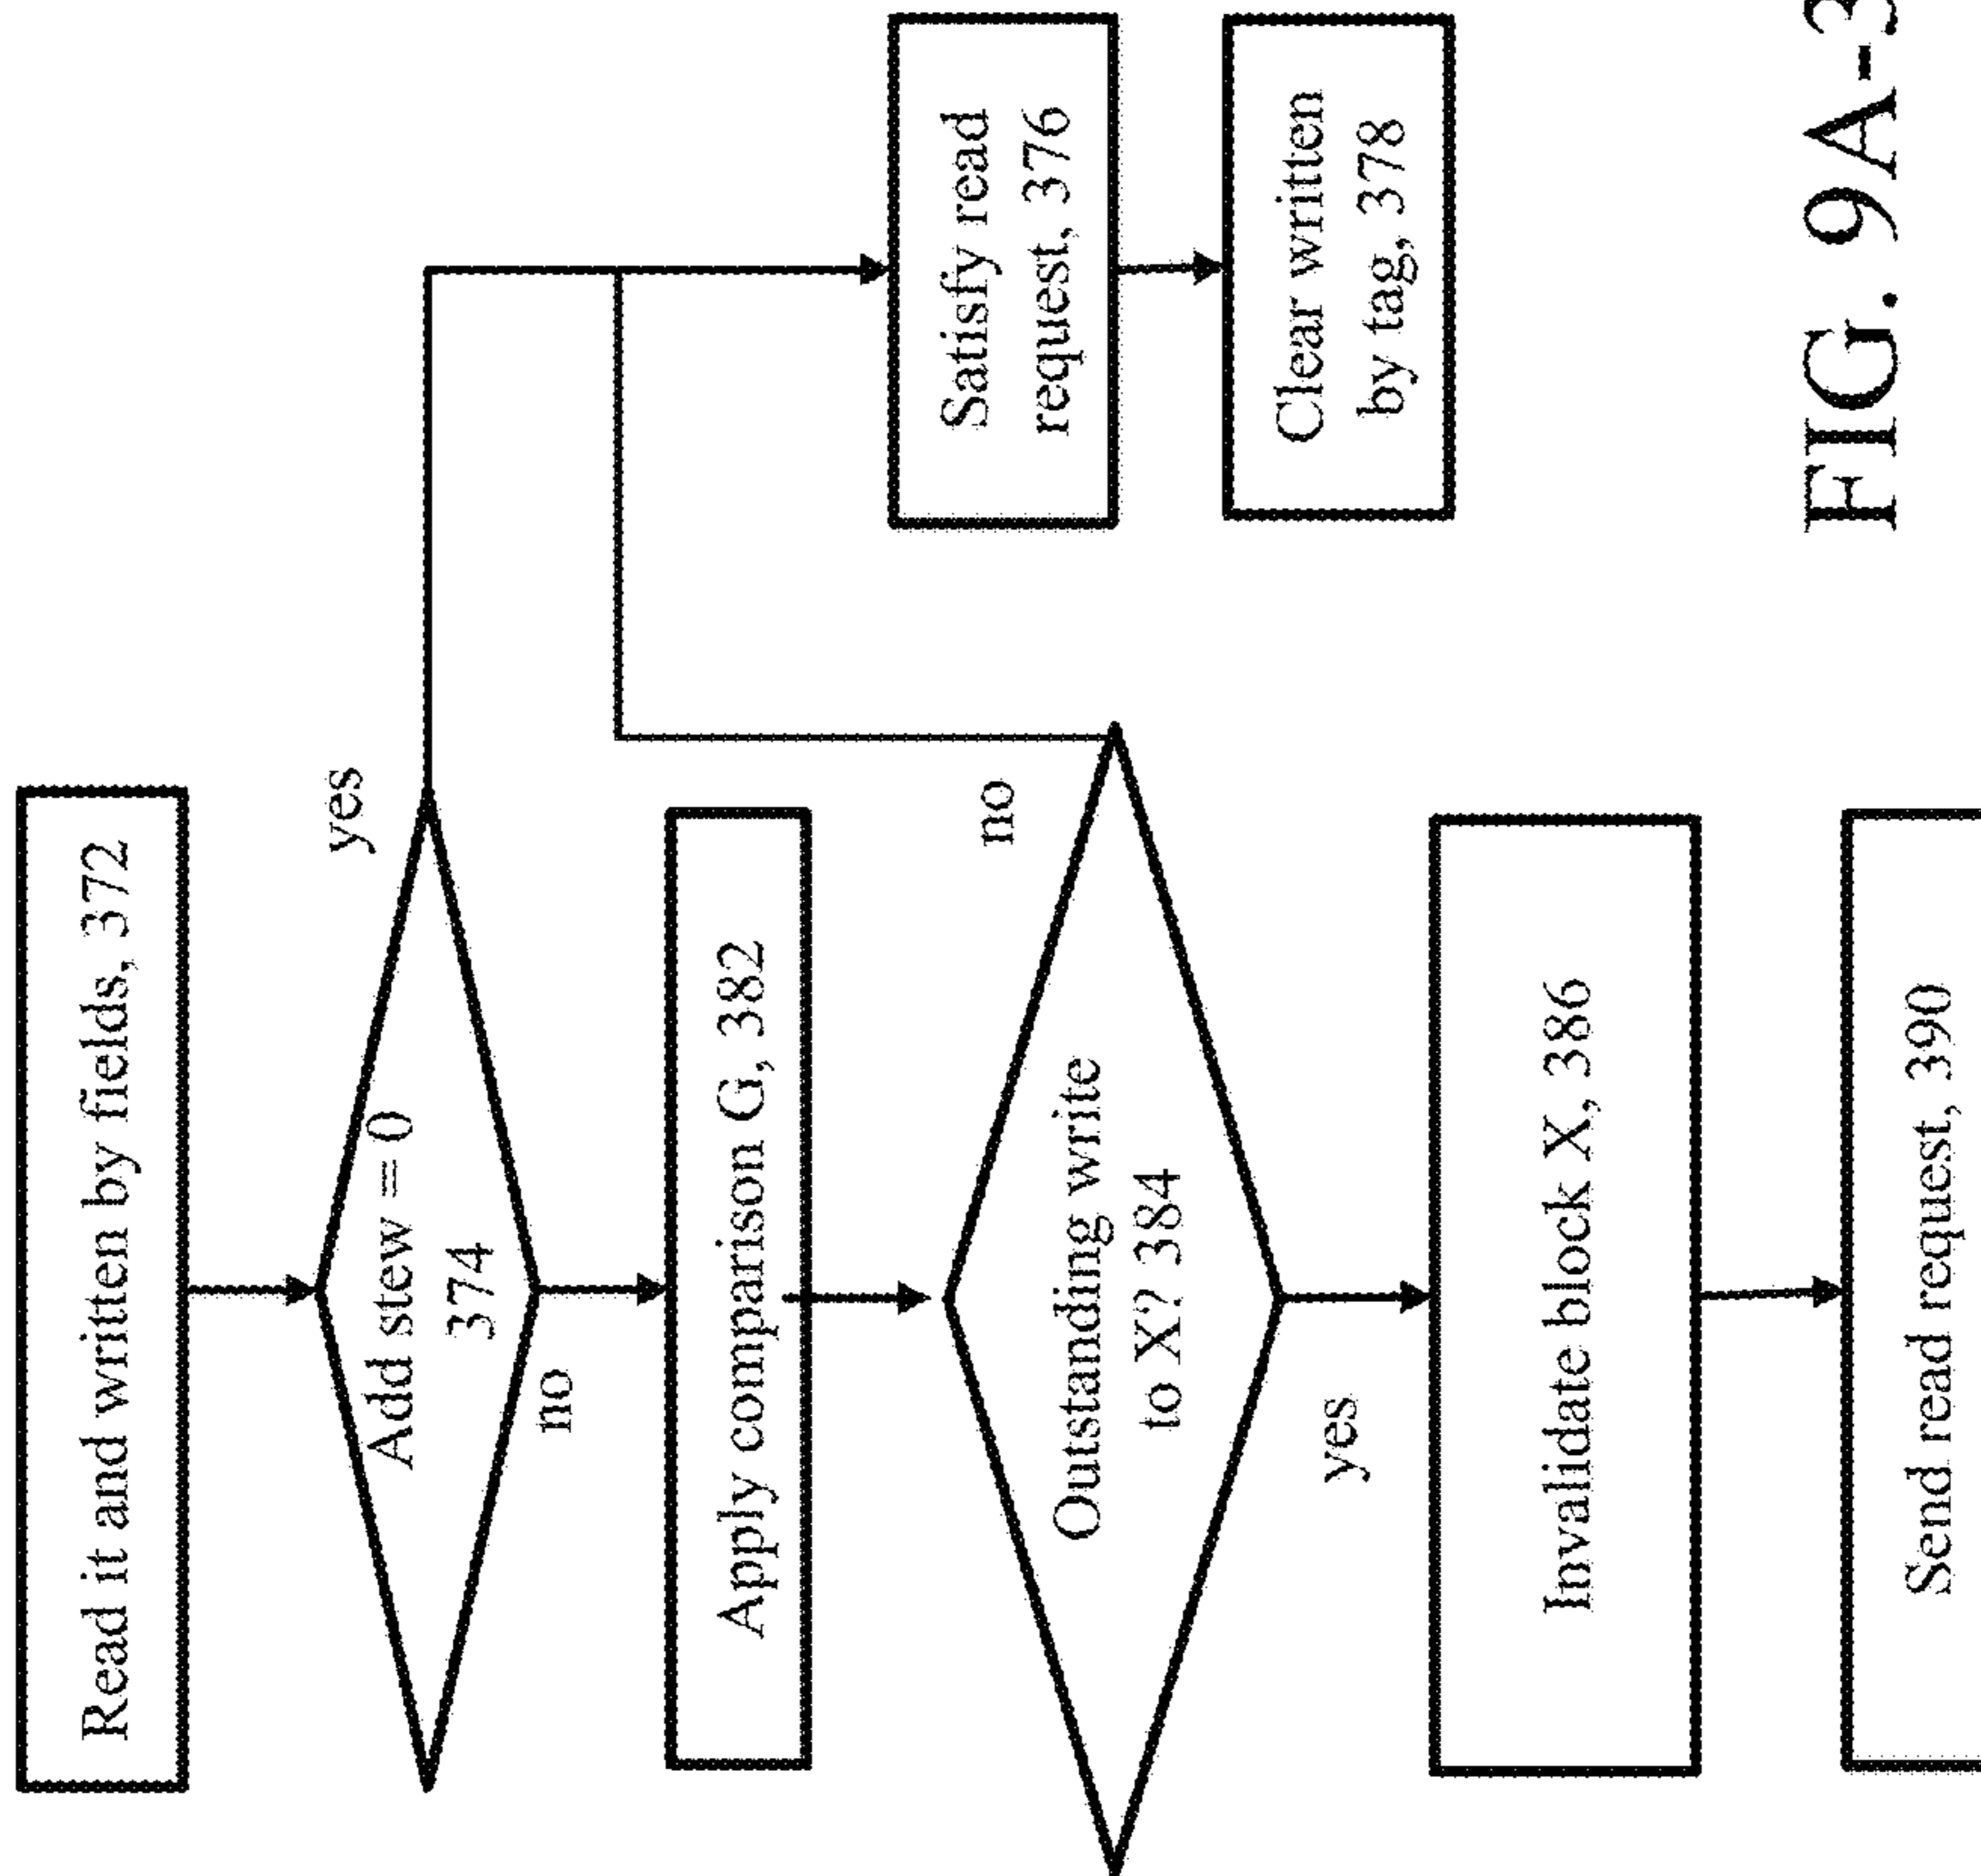 Read it and written by fields, 372
Add stew = 0
374
yes
no
Apply comparison G, 382
Outstanding write
to X? 384
no
yes
Satisfy read
request, 376
Clear written
by tag, 378
Invalidate block X, 386
Send read request, 390
FIG. 9A-3